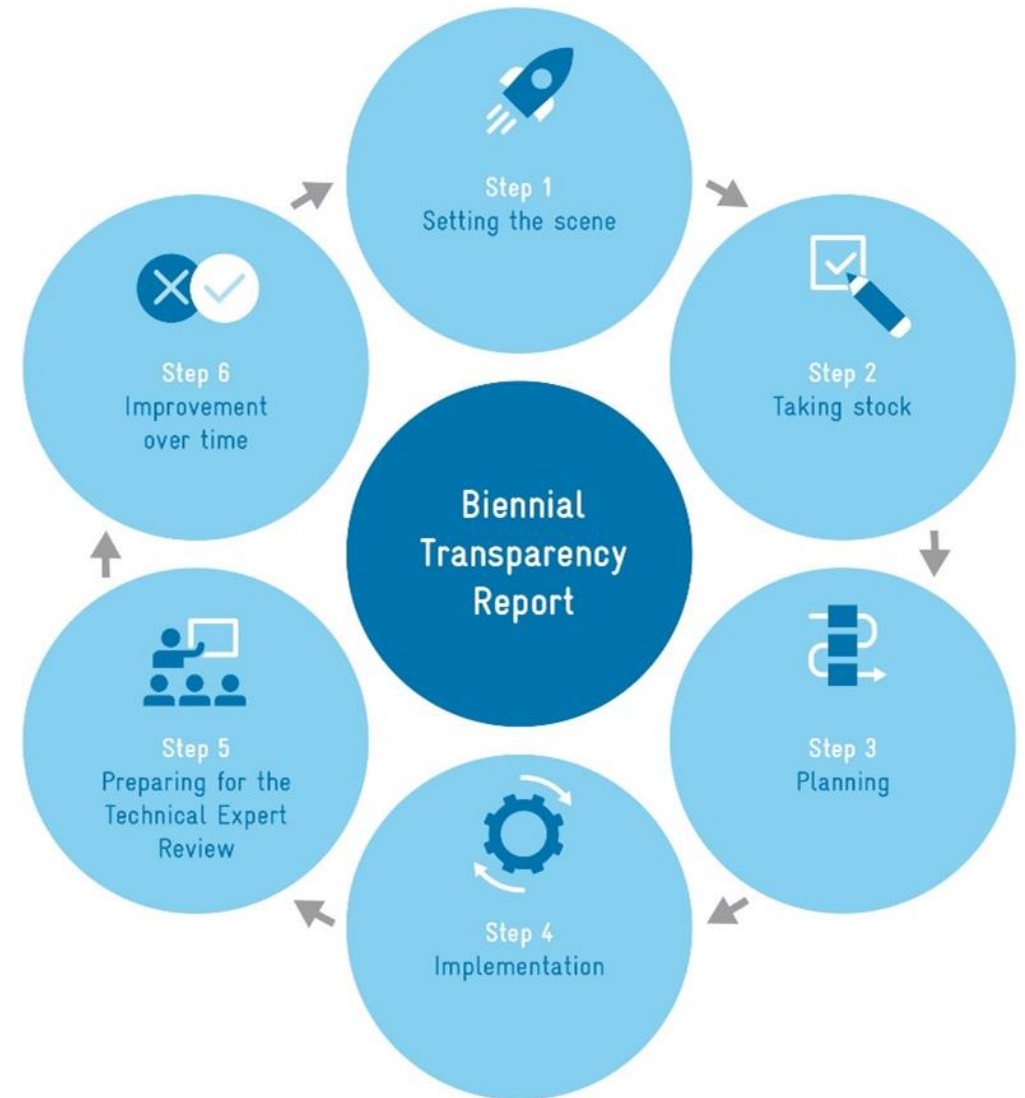 Step 1
Setting the scene
Step 2
Taking stock
Step 3
Planning
Step 4
Implementation
Step 5
Preparing for the
Technical Expert
Review
Step 6
Improvement
over time
Biennial
Transparency
Report